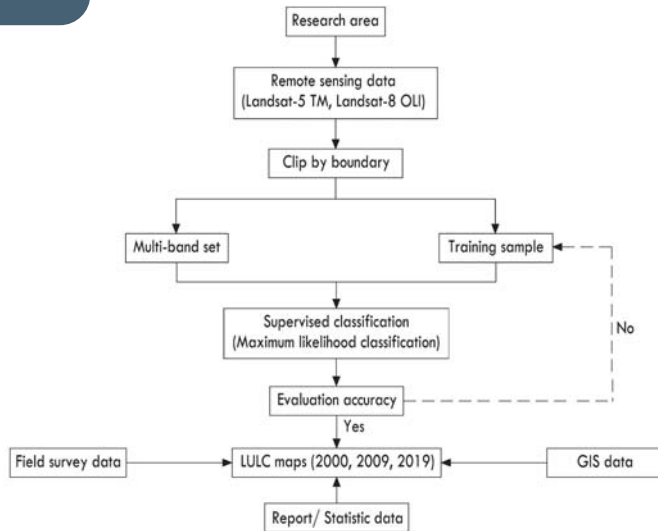 Research area
Remote sensing data
(Landsat-5 TM, Landsat-8 OLI)
Clip by boundary
Multi-band set
Training sample
Supervised classification
(Maximum likelihood classification)
No
Evaluation accuracy
Yes
Field survey data
LULC maps (2000, 2009, 2019)
GIS data
Report/ Statistic data